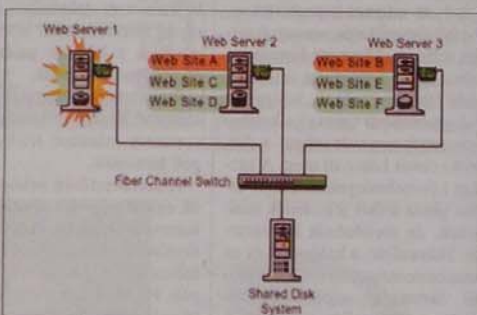 Web Server 1
Web Server 2
Web Server 3
Web Site A
Web Site C
Web Site D
Web Site B
Web Site E
Web Site F
Fiber Channel Switch
Shared Disk
System